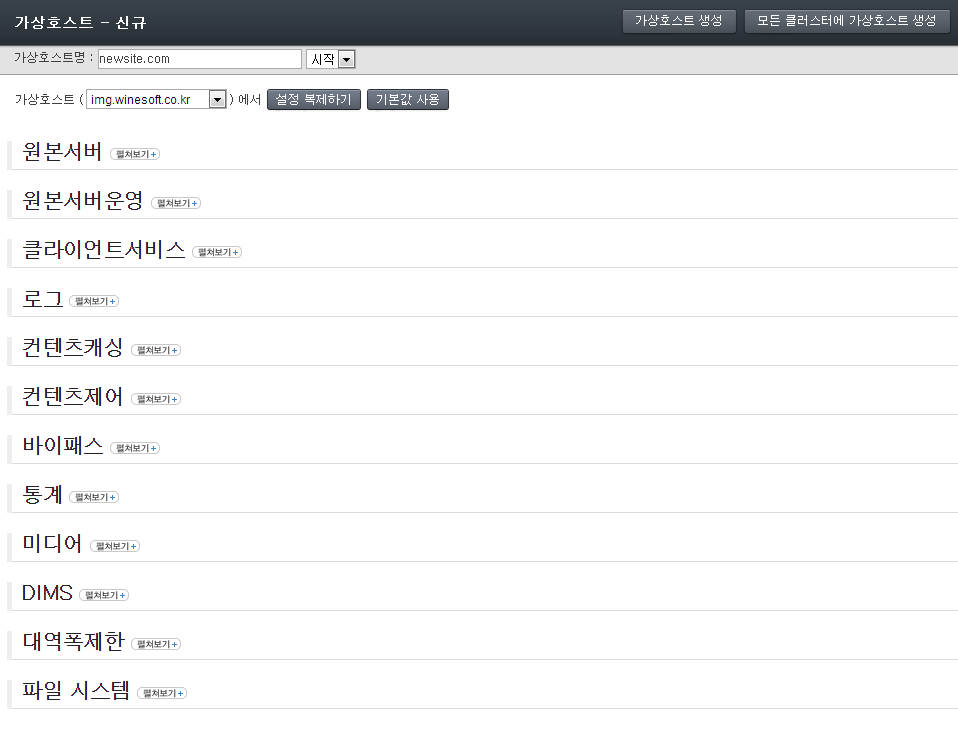 가상호스트 - 신규 가상호스트 생성 모든 클러스터에 가상호스트 생성
가상호스트명 : newsite.com 시작
가상호스트 ( img.winesoft.co.kr ) 에서 설정 복제하기 기본값 사용
원본서버 펼쳐보기+
원본서버운영 펼쳐보기+
클라이언트서비스 펼쳐보기+
로그 펼쳐보기+
컨텐츠캐싱 펼쳐보기+
컨텐츠제어 펼쳐보기+
바이패스 펼쳐보기+
통계 펼쳐보기+
미디어 펼쳐보기+
DIMS 펼쳐보기+
대역폭제한 펼쳐보기+
파일 시스템 펼쳐보기+